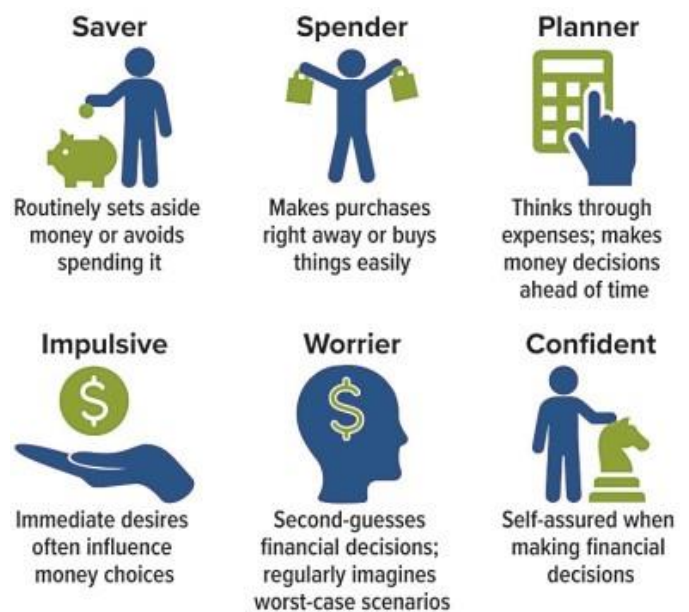 Saver
Routinely sets aside
money or avoids
spending it
Spender
Makes purchases
right away or buys
things easily
Planner
Thinks through
expenses; makes
money decisions
ahead of time
Impulsive
$
Immediate desires
often influence
money choices
Worrier
$
Second-guesses
financial decisions;
regularly imagines
worst-case scenarios
Confident
Self-assured when
making financial
decisions